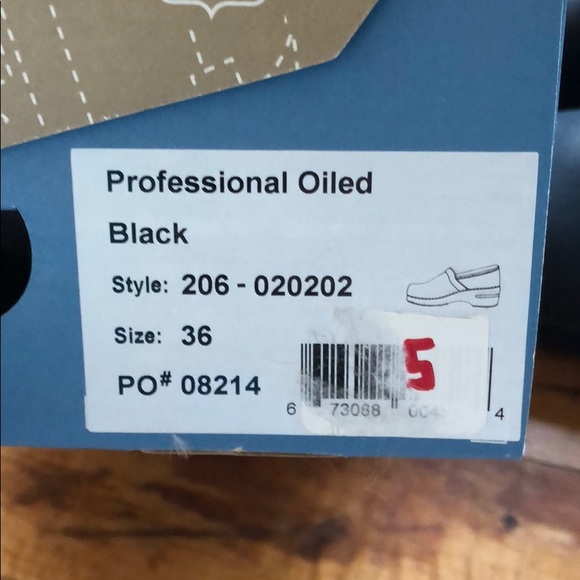 Professional Oiled
Black
Style: 206 - 020202
Size: 36
PO# 08214
5
6 73088 4